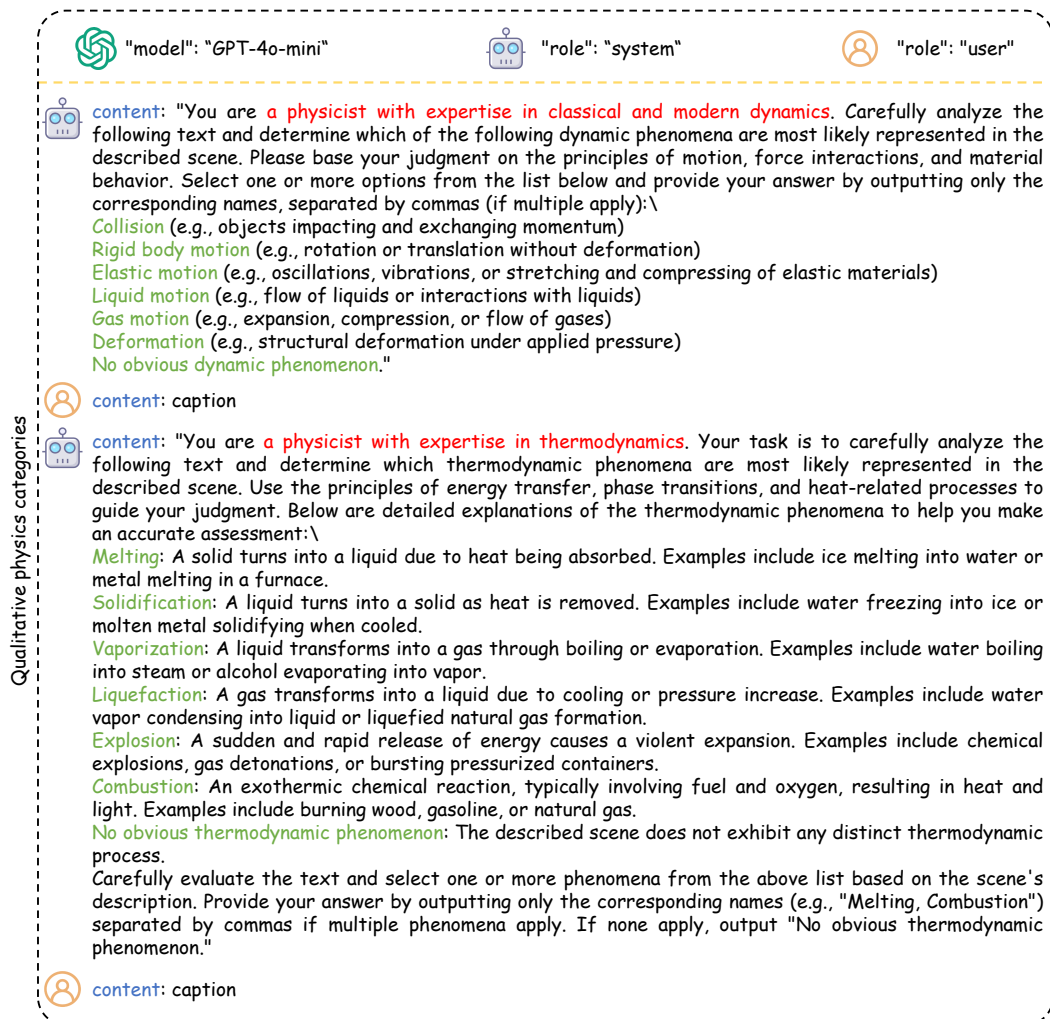 "model": “GPT-4o-mini“
"role": “system“
"role": "user"
content: "You are a physicist with expertise in classical and modern dynamics. Carefully analyze the
following text and determine which of the following dynamic phenomena are most likely represented in the
described scene. Please base your judgment on the principles of motion, force interactions, and material
behavior. Select one or more options from the list below and provide your answer by outputting only the
corresponding names, separated by commas (if multiple apply):\
Collision (e.g., objects impacting and exchanging momentum)
Rigid body motion (e.g., rotation or translation without deformation)
Elastic motion (e.g., oscillations, vibrations, or stretching and compressing of elastic materials)
Liquid motion (e.g., flow of liquids or interactions with liquids)
Gas motion (e.g., expansion, compression, or flow of gases)
Deformation (e.g., structural deformation under applied pressure)
No obvious dynamic phenomenon."
content: caption
Qualitative physics categories
content: "You are a physicist with expertise in thermodynamics. Your task is to carefully analyze the
following text and determine which thermodynamic phenomena are most likely represented in the
described scene. Use the principles of energy transfer, phase transitions, and heat-related processes to
guide your judgment. Below are detailed explanations of the thermodynamic phenomena to help you make
an accurate assessment:\
Melting: A solid turns into a liquid due to heat being absorbed. Examples include ice melting into water or
metal melting in a furnace.
Solidification: A liquid turns into a solid as heat is removed. Examples include water freezing into ice or
molten metal solidifying when cooled.
Vaporization: A liquid transforms into a gas through boiling or evaporation. Examples include water boiling
into steam or alcohol evaporating into vapor.
Liquefaction: A gas transforms into a liquid due to cooling or pressure increase. Examples include water
vapor condensing into liquid or liquefied natural gas formation.
Explosion: A sudden and rapid release of energy causes a violent expansion. Examples include chemical
explosions, gas detonations, or bursting pressurized containers.
Combustion: An exothermic chemical reaction, typically involving fuel and oxygen, resulting in heat and
light. Examples include burning wood, gasoline, or natural gas.
No obvious thermodynamic phenomenon: The described scene does not exhibit any distinct thermodynamic
process.
Carefully evaluate the text and select one or more phenomena from the above list based on the scene's
description. Provide your answer by outputting only the corresponding names (e.g., "Melting, Combustion")
separated by commas if multiple phenomena apply. If none apply, output "No obvious thermodynamic
phenomenon."
content: caption